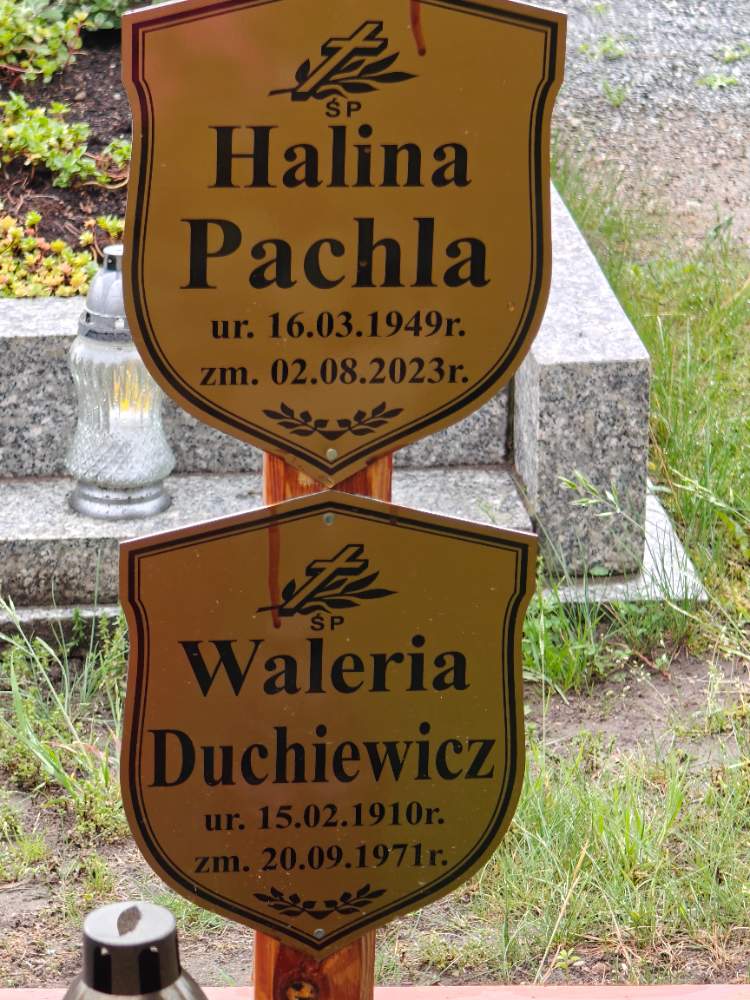 ŚP
Halina
Pachla
ur. 16.03.1949r.
zm. 02.08.2023r.
ŚP
Waleria
Duchiewicz
ur. 15.02.1910r.
zm. 20.09.1971r.